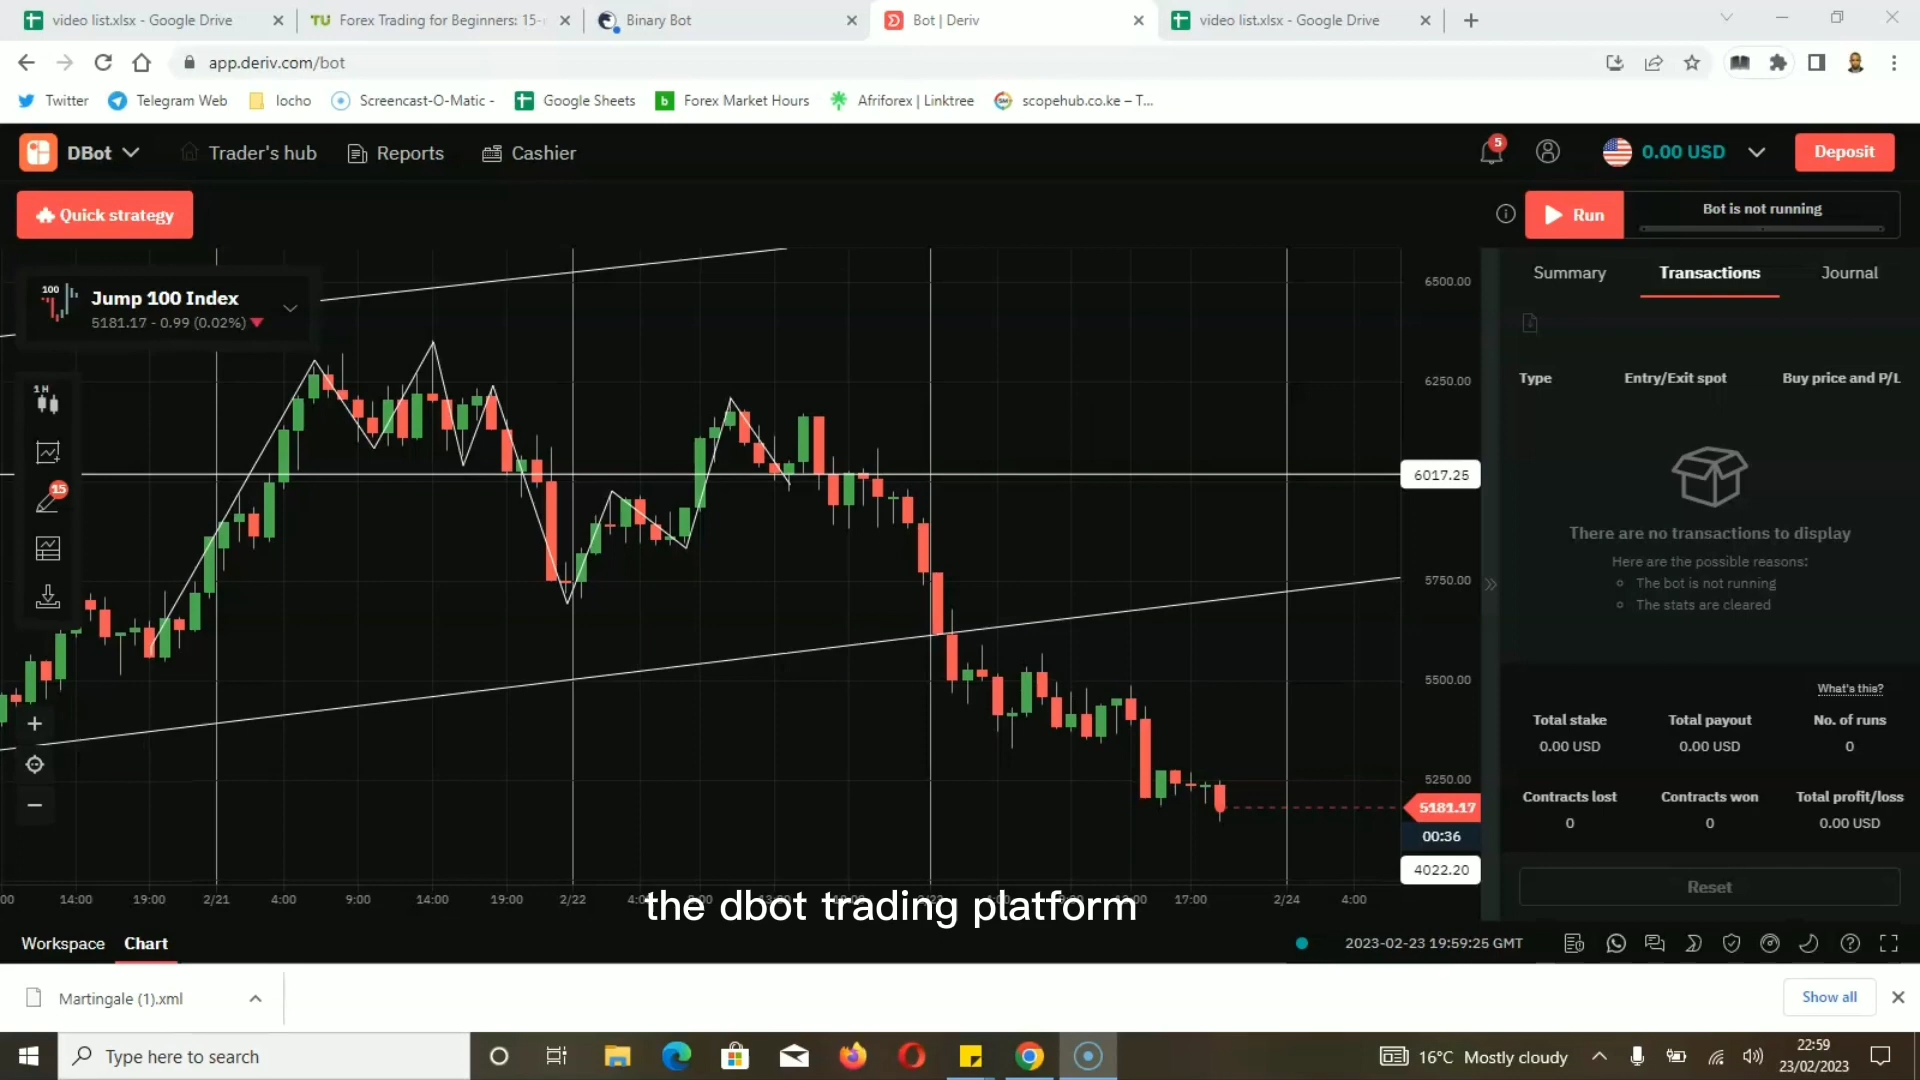 video list.xlsx - Google Drive
TU Forex Trading for Beginners: 15-
Binary Bot
Bot | Deriv
video list.xlsx - Google Drive
app.deriv.com/bot
Twitter
Telegram Web
locho
Screencast-O-Matic -
Google Sheets
b Forex Market Hours
Afriforex | Linktree
scopehub.co.ke – T...
DBot
Trader's hub
Reports
Cashier
5
0.00 USD
Deposit
Quick strategy
Run
Bot is not running
100
Jump 100 Index
5181.17 - 0.99 (0.02%)
1H
15
6500.00
6250.00
6017.25
5750.00
5500.00
5250.00
5181.17
00:36
4022.20
Summary
Transactions
Journal
Type
Entry/Exit spot
Buy price and P/L
There are no transactions to display
Here are the possible reasons:
The bot is not running
The stats are cleared
What's this?
Total stake
0.00 USD
Total payout
0.00 USD
No. of runs
0
Contracts lost
0
Contracts won
0
Total profit/loss
0.00 USD
Reset
14:00 19:00 2/21 4:00 9:00 14:00 19:00 2/22 17:00 2/24 4:00
the dbot trading platform
Workspace
Chart
2023-02-23 19:59:25 GMT
Martingale (1).xml
Show all
Type here to search
16°C Mostly cloudy
22:59
23/02/2023